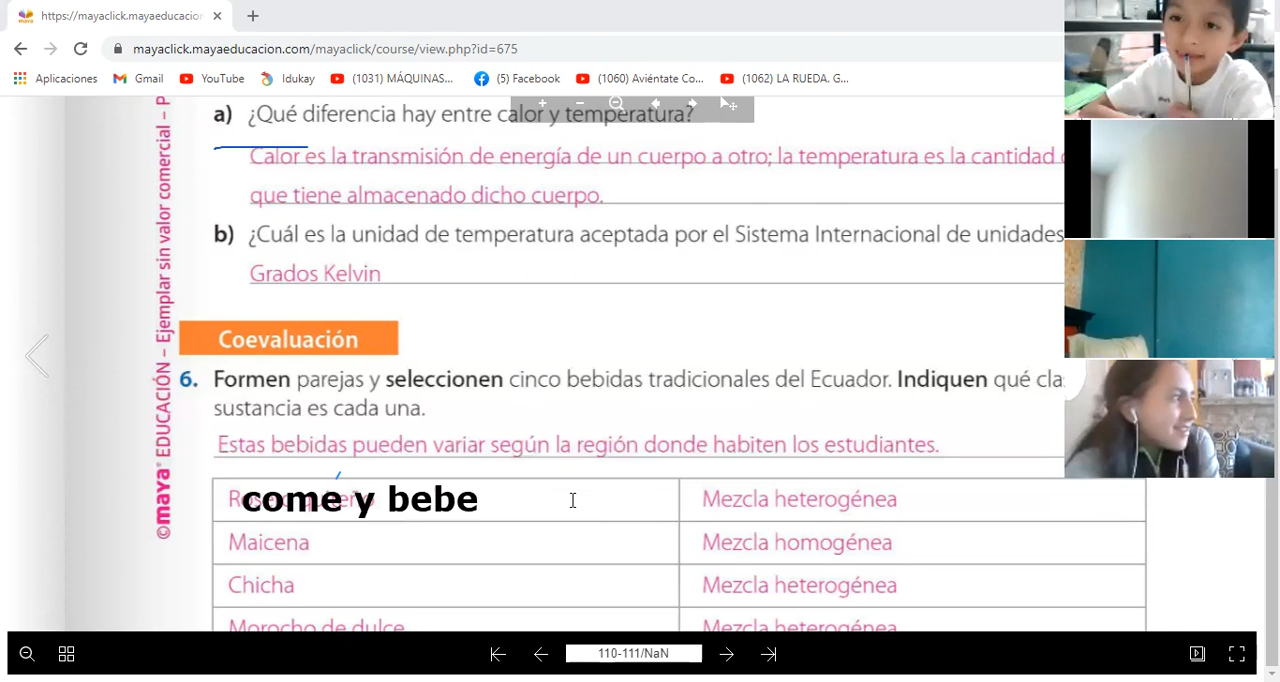 https://mayaclick.mayaeducacion
mayaclick.mayaeducacion.com/mayaclick/course/view.php?id=675
Aplicaciones Gmail YouTube Idukay (1031) MÁQUINAS... (5) Facebook (1060) Aviéntate Co... (1062) LA RUEDA. G...
a) ¿Qué diferencia hay entre calor y temperatura?
Calor es la transmisión de energía de un cuerpo a otro; la temperatura es la cantidad
que tiene almacenado dicho cuerpo.
b) ¿Cuál es la unidad de temperatura aceptada por el Sistema Internacional de unidades
Grados Kelvin
©maya EDUCACIÓN – Ejemplar sin valor comercial – P
Coevaluación
6. Formen parejas y seleccionen cinco bebidas tradicionales del Ecuador. Indiquen qué cla
sustancia es cada una.
Estas bebidas pueden variar según la región donde habiten los estudiantes.
come y bebe Mezcla heterogénea
Maicena Mezcla homogénea
Chicha Mezcla heterogénea
Morocho de dulce Mezcla heterogénea
110-111/NaN